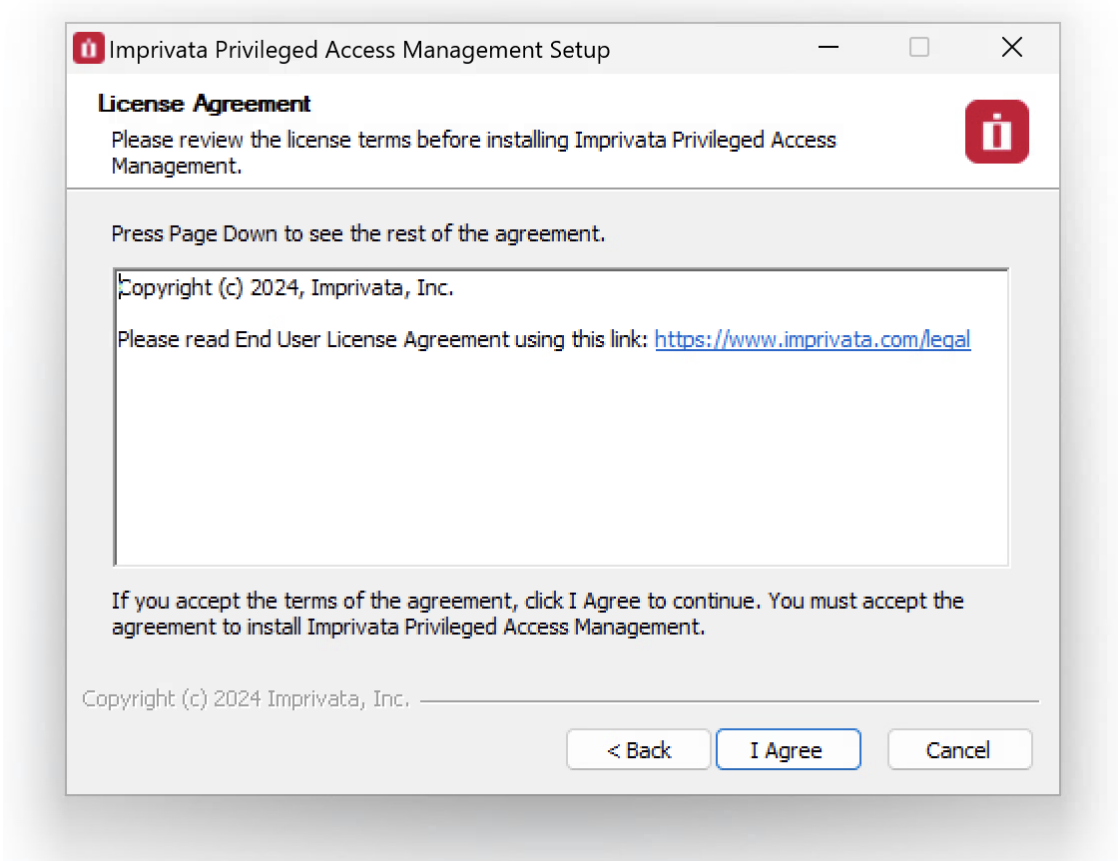 Imprivata Privileged Access Management Setup
License Agreement
Please review the license terms before installing Imprivata Privileged Access
Management.
Press Page Down to see the rest of the agreement.
Copyright (c) 2024, Imprivata, Inc.
Please read End User License Agreement using this link: https://www.imprivata.com/legal
If you accept the terms of the agreement, click I Agree to continue. You must accept the
agreement to install Imprivata Privileged Access Management.
Copyright (c) 2024 Imprivata, Inc.
< Back I Agree Cancel